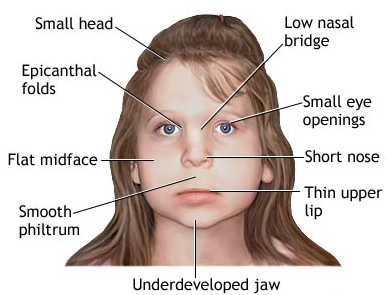 Small head
Low nasal
bridge
Epicanthal
folds
Small eye
openings
Flat midface
Short nose
Thin upper
lip
Smooth
philtrum
Underdeveloped jaw